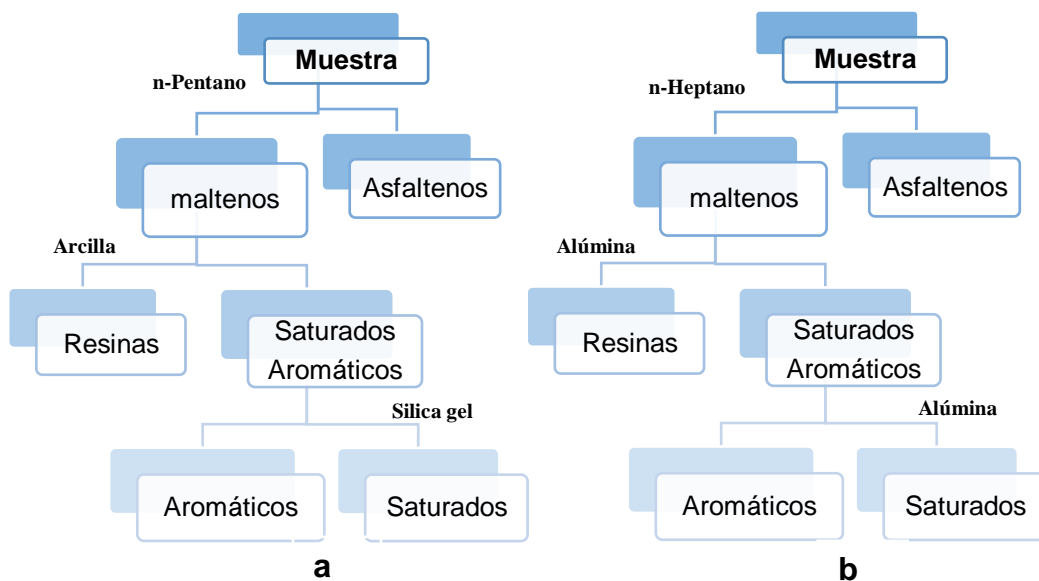 Muestra
n-Pentano
maltenos
Asfaltenos
Arcilla
Resinas
Saturados
Aromáticos
Silica gel
Aromáticos
Saturados
a
Muestra
n-Heptano
maltenos
Asfaltenos
Alúmina
Resinas
Saturados
Aromáticos
Alúmina
Aromáticos
Saturados
b